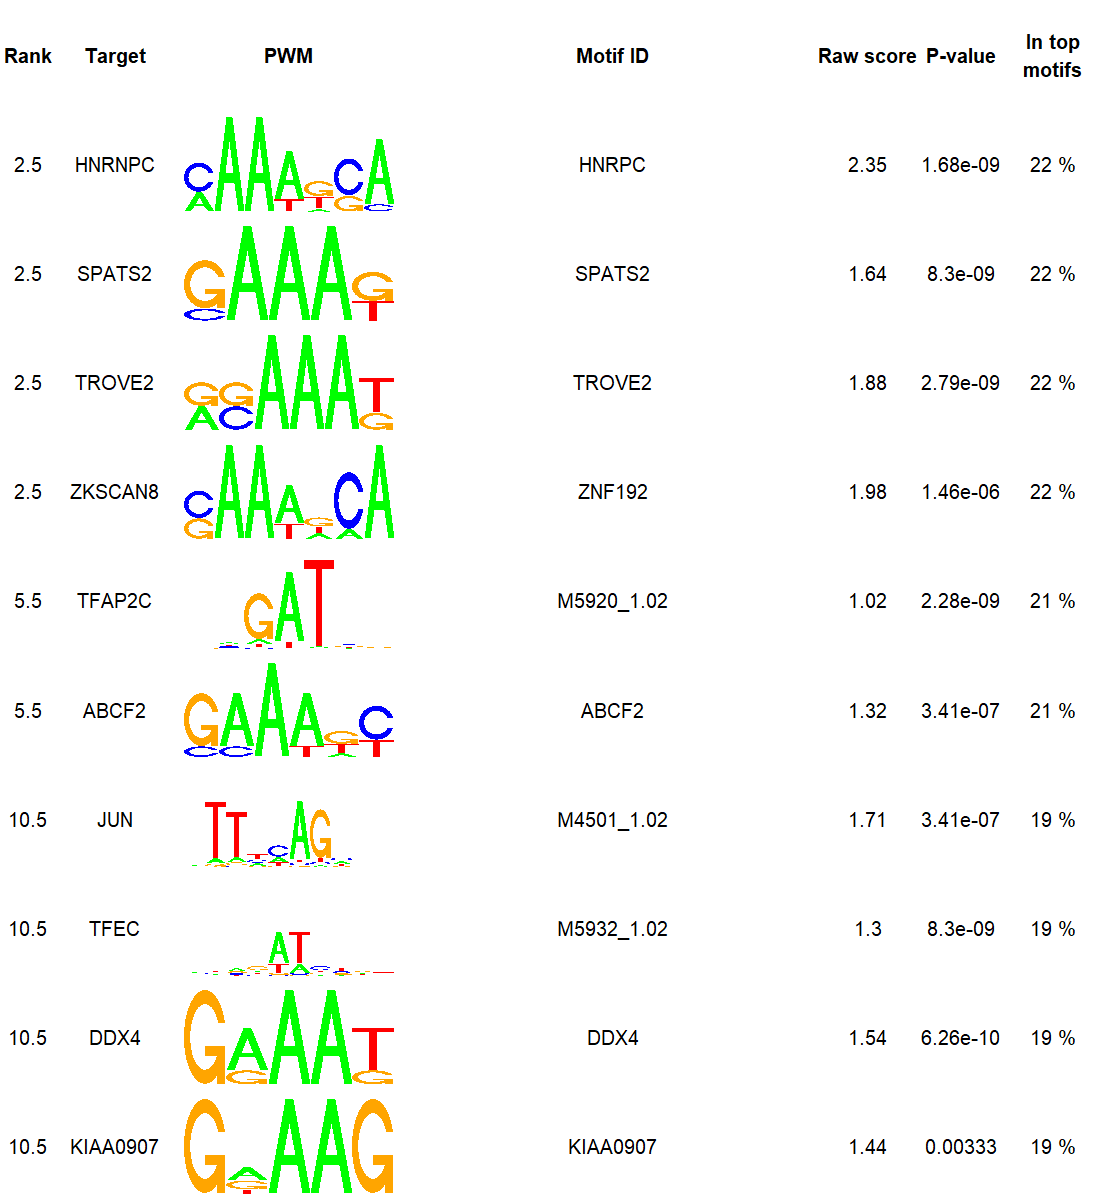 Rank Target PWM Motif ID Raw score P-value In top motifs
2.5 HNRNPC HNRPC 2.35 1.68e-09 22 %
2.5 SPATS2 SPATS2 1.64 8.3e-09 22 %
2.5 TROVE2 TROVE2 1.88 2.79e-09 22 %
2.5 ZKSCAN8 ZNF192 1.98 1.46e-06 22 %
5.5 TFAP2C M5920_1.02 1.02 2.28e-09 21 %
5.5 ABCF2 ABCF2 1.32 3.41e-07 21 %
10.5 JUN M4501_1.02 1.71 3.41e-07 19 %
10.5 TFEC M5932_1.02 1.3 8.3e-09 19 %
10.5 DDX4 DDX4 1.54 6.26e-10 19 %
10.5 KIAA0907 KIAA0907 1.44 0.00333 19 %